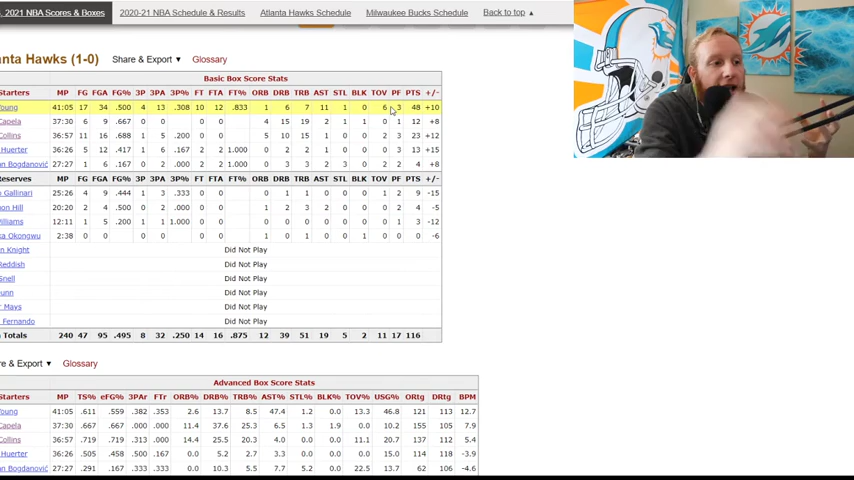 , 2021 NBA Scores & Boxes 2020-21 NBA Schedule & Results Atlanta Hawks Schedule Milwaukee Bucks Schedule Back to top ▲
anta Hawks (1-0) Share & Export ▼ Glossary
Basic Box Score Stats
Starters MP FG FGA FG% 3P 3PA 3P% FT FTA FT% ORB DRB TRB AST STL BLK TOV PF PTS +/-
Young 41:05 17 34 .500 4 13 .308 10 12 .833 1 6 7 11 1 0 6 3 48 +10
Capela 37:30 6 9 .667 0 0 0 0 4 15 19 2 1 1 0 1 12 +8
Collins 36:57 11 16 .688 1 5 .200 0 0 5 10 15 1 0 0 2 3 23 +12
Huerter 36:26 5 12 .417 1 6 .167 2 2 1.000 0 2 2 3 0 0 0 3 13 +15
an Bogdanović 27:27 1 6 .167 0 2 .000 2 2 1.000 0 3 3 2 3 0 2 2 4 +8
Reserves MP FG FGA FG% 3P 3PA 3P% FT FTA FT% ORB DRB TRB AST STL BLK TOV PF PTS +/-
o Gallinari 25:26 4 9 .444 1 3 .333 0 0 0 1 1 0 0 0 1 2 9 -15
on Hill 20:20 2 4 .500 0 2 .000 0 0 1 2 3 0 0 0 0 2 4 -5
illiams 12:11 1 5 .200 1 1 1.000 0 0 0 0 0 0 0 0 0 1 3 -12
ka Okongwu 2:38 0 0 0 0 0 0 1 0 1 0 0 1 0 0 0 -6
n Knight Did Not Play
Reddish Did Not Play
Snell Did Not Play
unn Did Not Play
r Mays Did Not Play
Fernando Did Not Play
Totals 240 47 95 .495 8 32 .250 14 16 .875 12 39 51 19 5 2 11 17 116
re & Export ▼ Glossary
Advanced Box Score Stats
Starters MP TS% eFG% 3PAr FTr ORB% DRB% TRB% AST% STL% BLK% TOV% USG% ORtg DRtg BPM
Young 41:05 .611 .559 .382 .353 2.6 13.7 8.5 47.4 1.2 0.0 13.3 46.8 121 113 12.7
Capela 37:30 .667 .667 .000 .000 11.4 37.6 25.3 6.5 1.3 1.9 0.0 10.2 155 105 7.9
Collins 36:57 .719 .719 .313 .000 14.4 25.5 20.3 4.0 0.0 0.0 11.1 20.7 137 112 5.4
Huerter 36:26 .505 .458 .500 .167 0.0 5.2 2.7 3.3 0.0 0.0 0.0 15.0 114 118 -3.9
an Bogdanović 27:27 .291 .167 .333 .333 0.0 10.3 5.5 7.7 5.2 0.0 22.5 13.7 62 106 -4.6